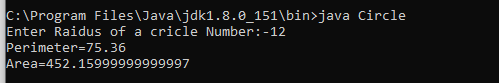 C:\Program Files\Java\jdk1.8.0_151\bin>java Circle
Enter Raidus of a cricle Number:-12
Perimeter=75.36
Area=452.15999999999997